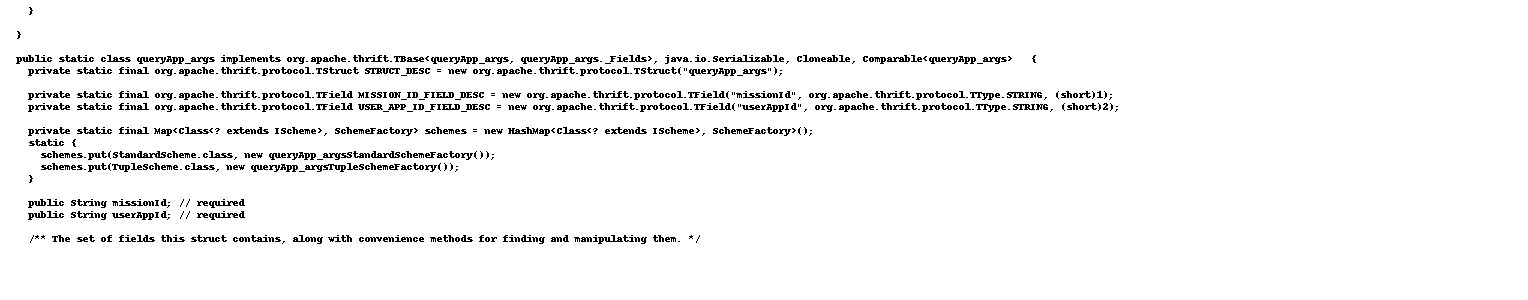 }

  }

  public static class queryApp_args implements org.apache.thrift.TBase<queryApp_args, queryApp_args._Fields>, java.io.Serializable, Cloneable, Comparable<queryApp_args>   {
    private static final org.apache.thrift.protocol.TStruct STRUCT_DESC = new org.apache.thrift.protocol.TStruct("queryApp_args");

    private static final org.apache.thrift.protocol.TField MISSION_ID_FIELD_DESC = new org.apache.thrift.protocol.TField("missionId", org.apache.thrift.protocol.TType.STRING, (short)1);
    private static final org.apache.thrift.protocol.TField USER_APP_ID_FIELD_DESC = new org.apache.thrift.protocol.TField("userAppId", org.apache.thrift.protocol.TType.STRING, (short)2);

    private static final Map<Class<? extends IScheme>, SchemeFactory> schemes = new HashMap<Class<? extends IScheme>, SchemeFactory>();
    static {
      schemes.put(StandardScheme.class, new queryApp_argsStandardSchemeFactory());
      schemes.put(TupleScheme.class, new queryApp_argsTupleSchemeFactory());
    }

    public String missionId; // required
    public String userAppId; // required

    /** The set of fields this struct contains, along with convenience methods for finding and manipulating them. */